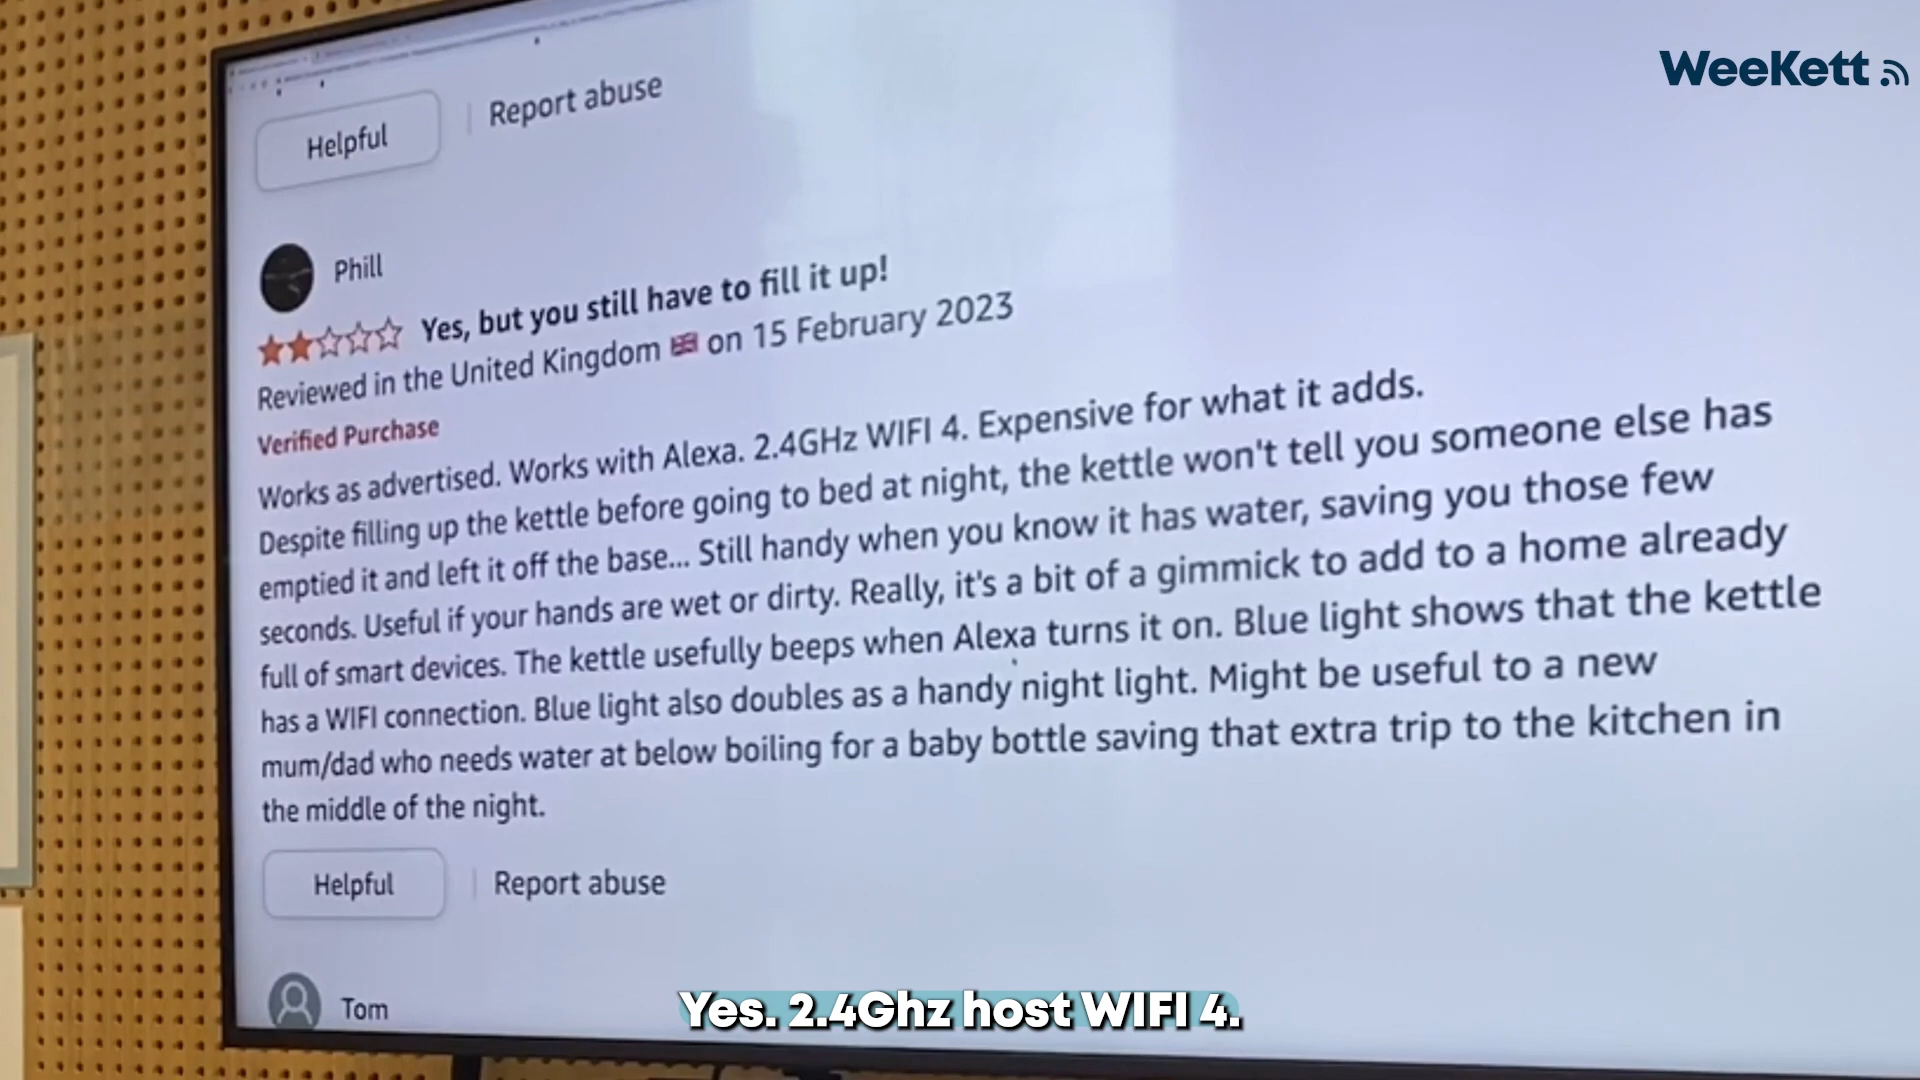 WeeKett
Helpful
Report abuse
Phill
Yes, but you still have to fill it up!
Reviewed in the United Kingdom 🇬🇧 on 15 February 2023
Verified Purchase
Works as advertised. Works with Alexa. 2.4GHz WIFI 4. Expensive for what it adds.
Despite filling up the kettle before going to bed at night, the kettle won't tell you someone else has
emptied it and left it off the base... Still handy when you know it has water, saving you those few
seconds. Useful if your hands are wet or dirty. Really, it's a bit of a gimmick to add to a home already
full of smart devices. The kettle usefully beeps when Alexa turns it on. Blue light shows that the kettle
has a WIFI connection. Blue light also doubles as a handy night light. Might be useful to a new
mum/dad who needs water at below boiling for a baby bottle saving that extra trip to the kitchen in
the middle of the night.
Helpful
Report abuse
Tom
Yes. 2.4Ghz host WIFI 4.